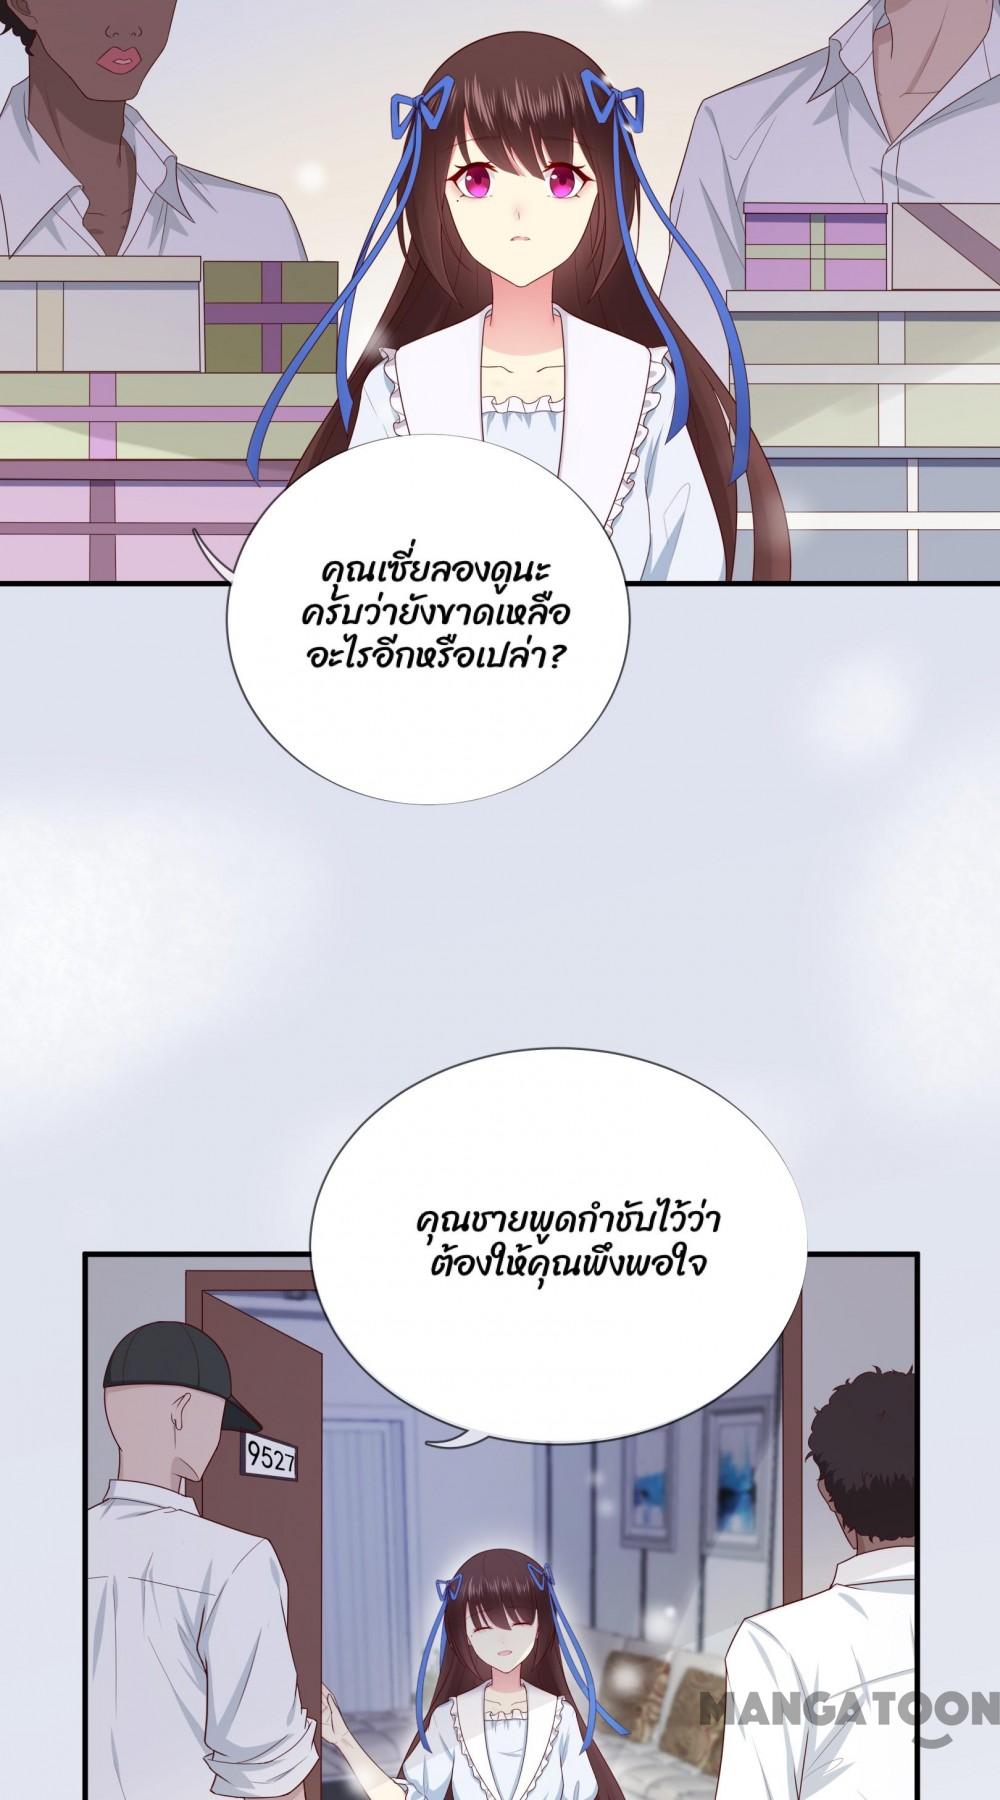 คุณเซี่ยลองดูนะ
ครับว่ายังขาดเหลือ
อะไรอีกหรือเปล่า?
คุณชายพูดกำชับไว้ว่า
ต้องให้คุณพึงพอใจ
9527
MANGATOON